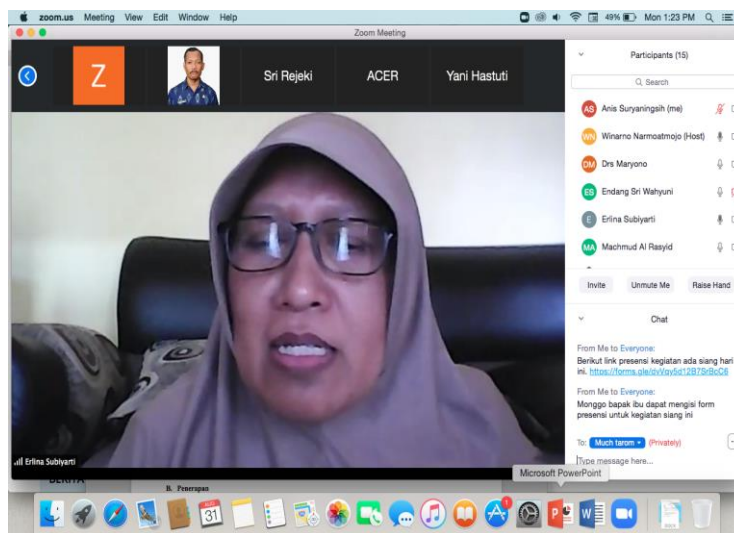 zoom.us Meeting View Edit Window Help 49% Mon 1:23 PM
Zoom Meeting
Z Sri Rejeki ACER Yani Hastuti
Erlina Subiyarti
Participants (15)
Search
AS Anis Suryaningsih (me)
WN Winarno Narmoatmojo (Host)
DM Drs Maryono
ES Endang Sri Wahyuni
E Erlina Subiyarti
MA Machmud Al Rasyid
Invite Unmute Me Raise Hand
Chat
From Me to Everyone:
Berikut link presensi kegiatan ada siang hari
ini.
From Me to Everyone:
Monggo bapak ibu dapat mengisi form
presensi untuk kegiatan siang ini
To: Much tarom (Privately)
Type message here...
Microsoft PowerPoint
B. Penerapan
31